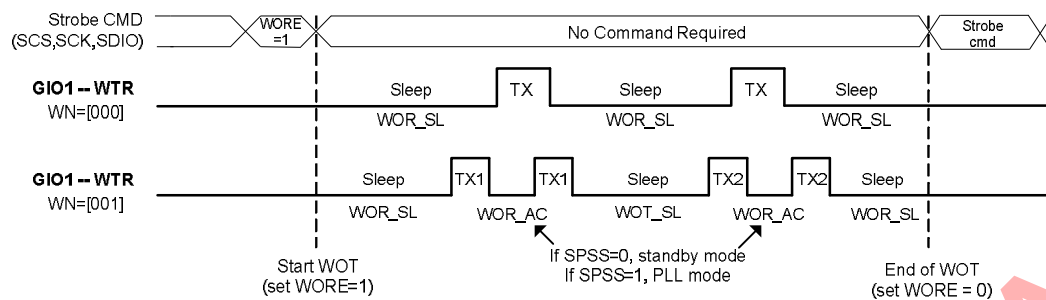 Strobe CMD
(SCS,SCK,SDIO)
WORE
=1
No Command Required
Strobe
cmd
GIO1 -- WTR
WN=[000]
Sleep
TX
Sleep
TX
Sleep
WOR_SL
WOR_SL
WOR_SL
GIO1 -- WTR
WN=[001]
Sleep
TX1
TX1
Sleep
TX2
TX2
Sleep
WOR_SL
WOR_AC
WOT_SL
WOR_AC
WOR_SL
If SPSS=0, standby mode
If SPSS=1, PLL mode
Start WOT
(set WORE=1)
End of WOT
(set WORE = 0)